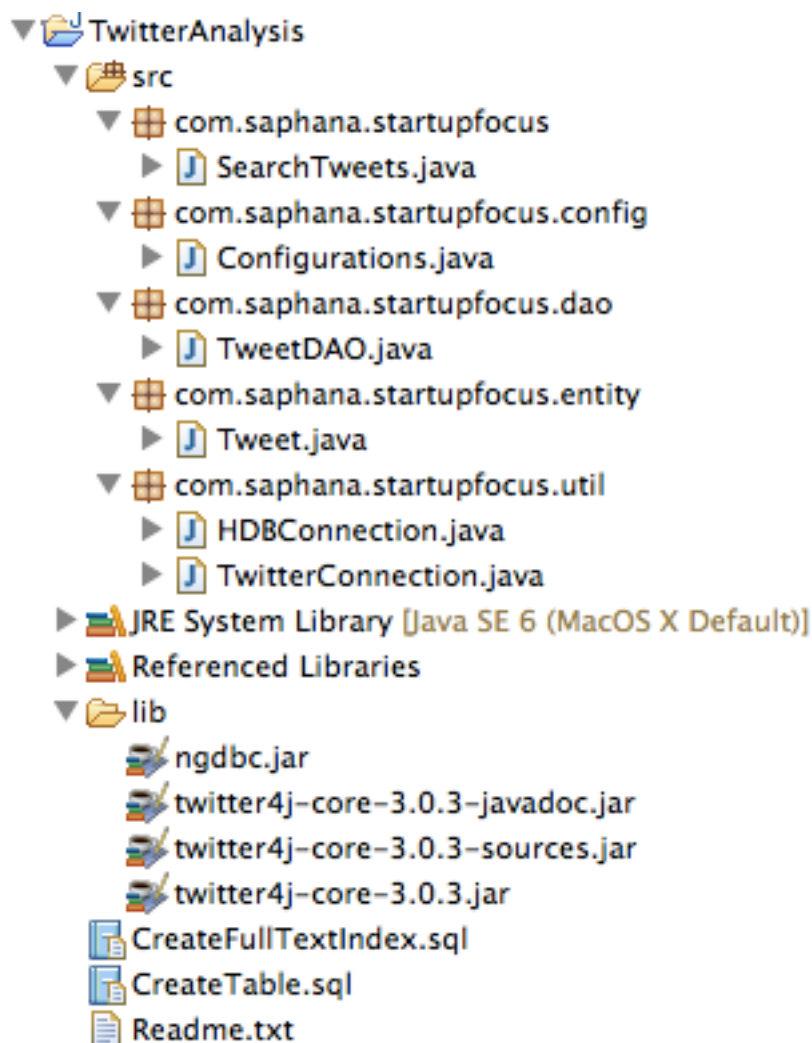 TwitterAnalysis
src
com.saphana.startupfocus
SearchTweets.java
com.saphana.startupfocus.config
Configurations.java
com.saphana.startupfocus.dao
TweetDAO.java
com.saphana.startupfocus.entity
Tweet.java
com.saphana.startupfocus.util
HDBConnection.java
TwitterConnection.java
JRE System Library [Java SE 6 (MacOS X Default)]
Referenced Libraries
lib
ngdbc.jar
twitter4j-core-3.0.3-javadoc.jar
twitter4j-core-3.0.3-sources.jar
twitter4j-core-3.0.3.jar
CreateFullTextIndex.sql
CreateTable.sql
Readme.txt